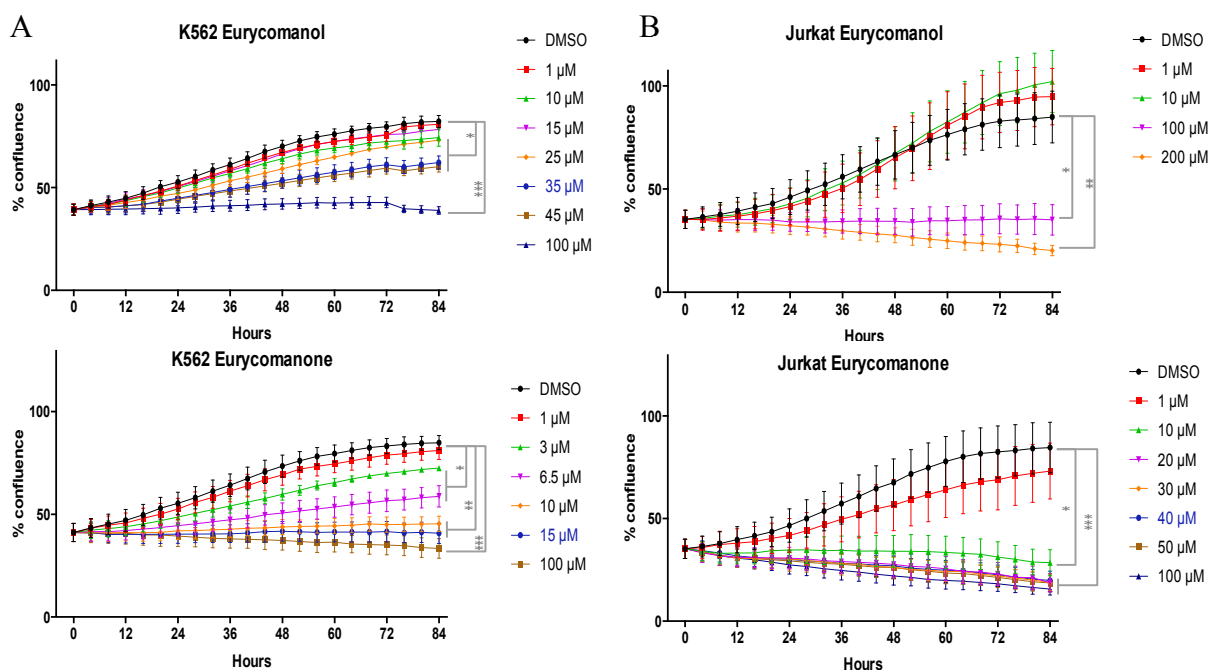 A
K562 Eurycomanol
% confluence
100
50
0
0 12 24 36 48 60 72 84
Hours
*
***
DMSO
1 µM
10 µM
15 µM
25 µM
35 µM
45 µM
100 µM
B
Jurkat Eurycomanol
% confluence
100
50
0
0 12 24 36 48 60 72 84
Hours
*
**
DMSO
1 µM
10 µM
100 µM
200 µM
K562 Eurycomanone
% confluence
100
50
0
0 12 24 36 48 60 72 84
Hours
*
**
***
DMSO
1 µM
3 µM
6.5 µM
10 µM
15 µM
100 µM
Jurkat Eurycomanone
% confluence
100
50
0
0 12 24 36 48 60 72 84
Hours
*
***
DMSO
1 µM
10 µM
20 µM
30 µM
40 µM
50 µM
100 µM